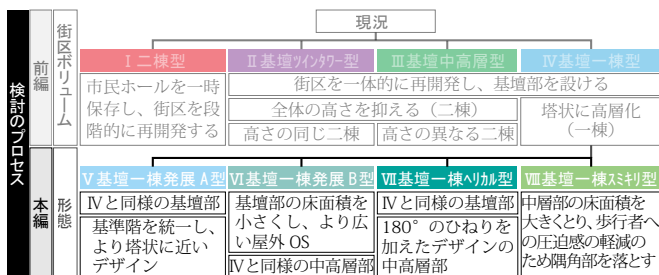 現況
検討のプロセス
前編
街区ボリューム
Ⅰ二棟型
Ⅱ基壇ツインタワー型
Ⅲ基壇中高層型
Ⅳ基壇一棟型
市民ホールを一時
保存し、街区を段
階的に再開発する
街区を一体的に再開発し、基壇部を設ける
全体の高さを抑える（二棟）
高さの同じ二棟
高さの異なる二棟
塔状に高層化
（一棟）
本編
形態
Ⅴ基壇一棟発展A型
Ⅵ基壇一棟発展B型
Ⅶ基壇一棟ヘリカル型
Ⅷ基壇一棟スミキリ型
Ⅳと同様の基壇部
基準階を統一し、
より塔状に近い
デザイン
基壇部の床面積を
小さくし、より広
い屋外 OS
Ⅳと同様の中高層部
Ⅳと同様の基壇部
180°のひねりを
加えたデザインの
中高層部
中層部の床面積を
大きくとり、歩行者へ
の圧迫感の軽減の
ため隅角部を落とす